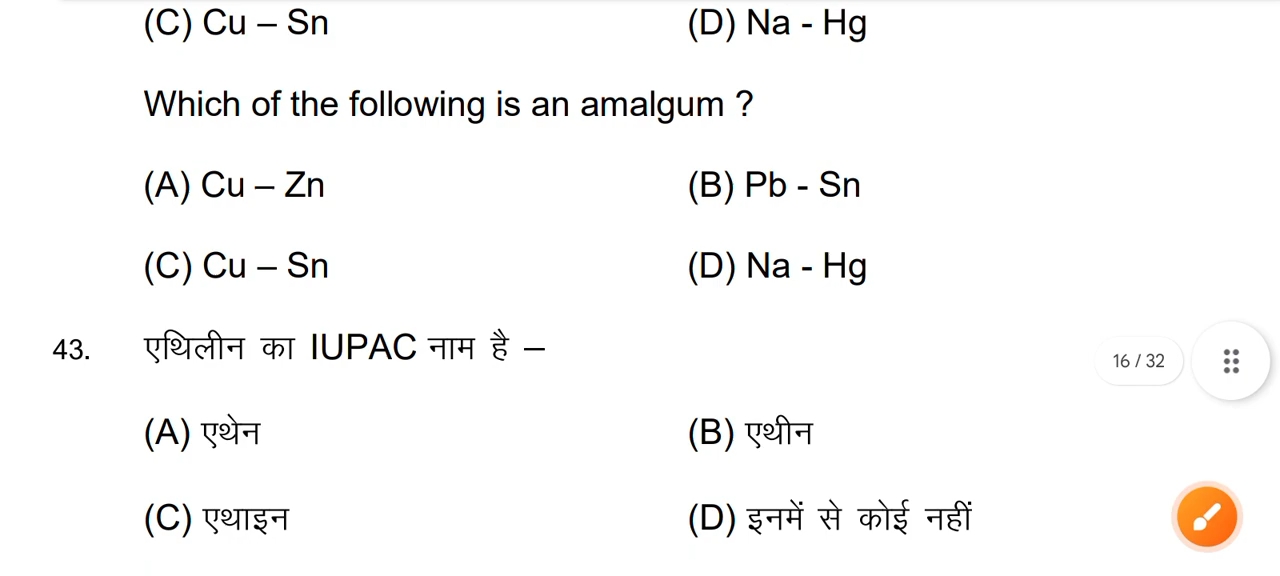 (C) Cu – Sn (D) Na - Hg
Which of the following is an amalgum ?
(A) Cu – Zn (B) Pb - Sn
(C) Cu – Sn (D) Na - Hg
43. एथिलीन का IUPAC नाम है –
16 / 32
(A) एथेन (B) एथीन
(C) एथाइन (D) इनमें से कोई नहीं